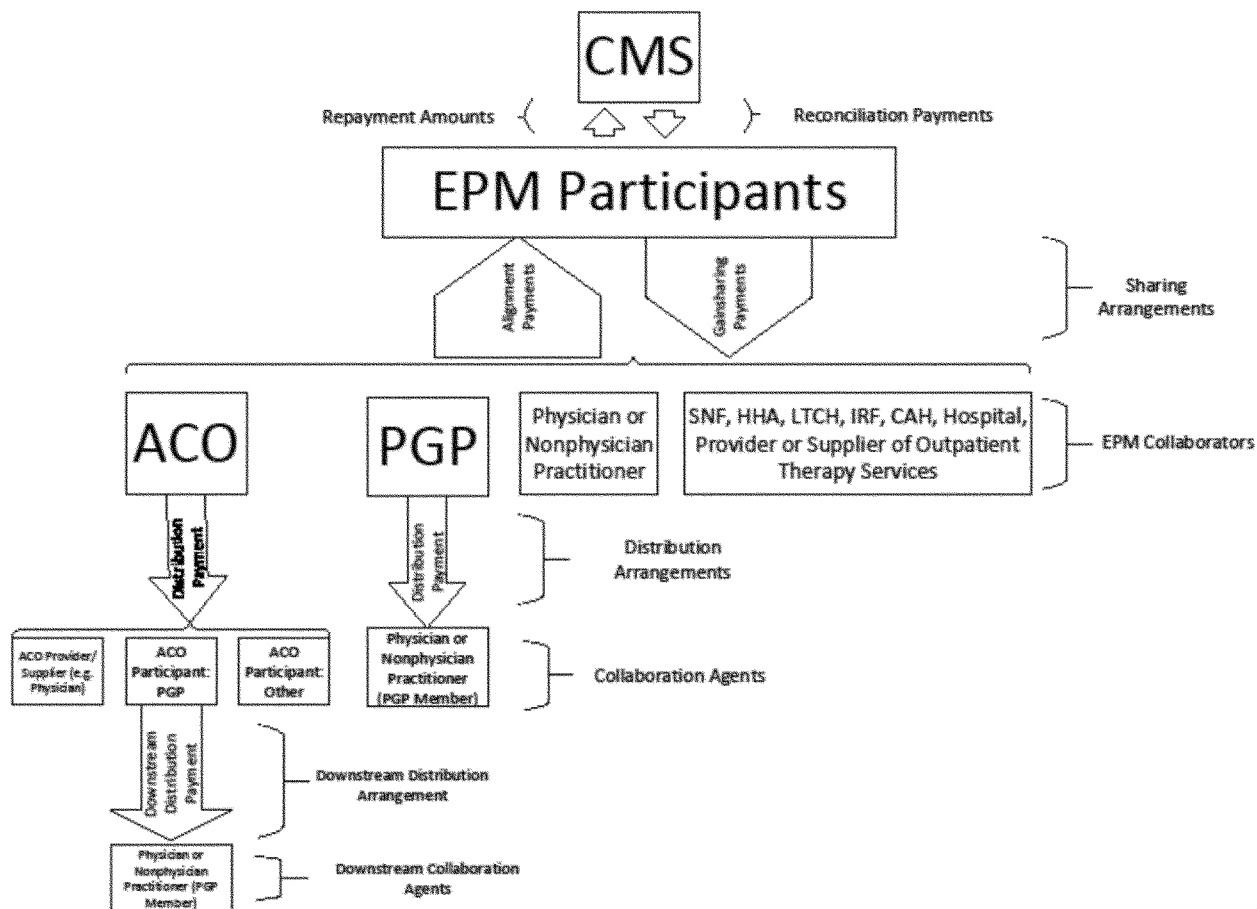 CMS
Repayment Amounts
Reconciliation Payments
EPM Participants
Alignment
Payments
Gainsharing
Payments
Sharing
Arrangements
ACO
PGP
Physician or
Nonphysician
Practitioner
SNF, HHA, LTCH, IRF, CAH, Hospital,
Provider or Supplier of Outpatient
Therapy Services
EPM Collaborators
Distribution
Payment
Distribution
Payment
Distribution
Arrangements
ACO Provider/
Supplier (e.g.
Physician)
ACO
Participant:
PGP
ACO
Participant:
Other
Physician or
Nonphysician
Practitioner
(PGP Member)
Collaboration Agents
Downstream
Distribution
Payment
Downstream Distribution
Arrangement
Physician or
Nonphysician
Practitioner (PGP
Member)
Downstream Collaboration
Agents